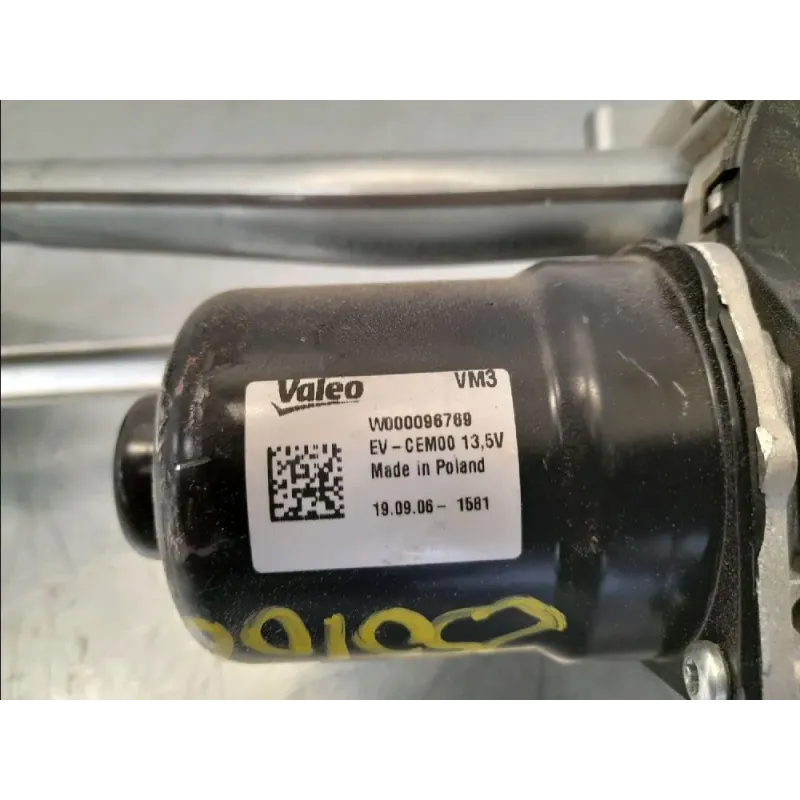 Valeo VM3
W000096769
EV-CEM00 13,5V
Made in Poland
19.09.06- 1581